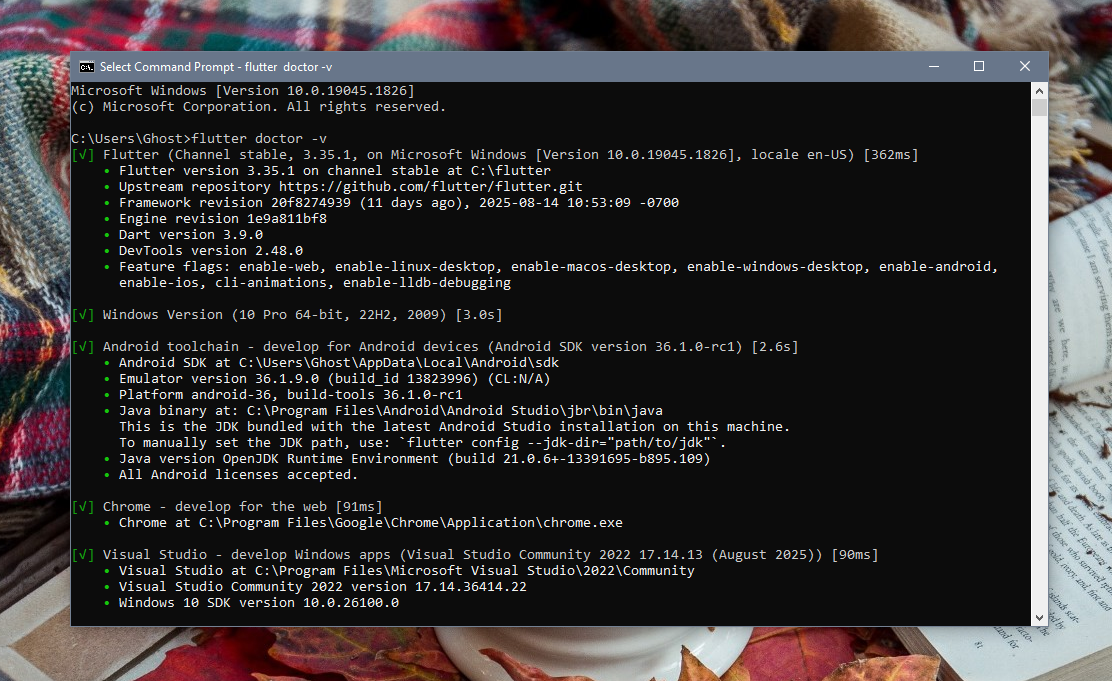 Select Command Prompt - flutter  doctor -v
Microsoft Windows [Version 10.0.19045.1826]
(c) Microsoft Corporation. All rights reserved.
C:\Users\Ghost>flutter doctor -v
[√] Flutter (Channel stable, 3.35.1, on Microsoft Windows [Version 10.0.19045.1826], locale en-US) [362ms]
• Flutter version 3.35.1 on channel stable at C:\flutter
• Upstream repository https://github.com/flutter/flutter.git
• Framework revision 20f8274939 (11 days ago), 2025-08-14 10:53:09 -0700
• Engine revision 1e9a811bf8
• Dart version 3.9.0
• DevTools version 2.48.0
• Feature flags: enable-web, enable-linux-desktop, enable-macos-desktop, enable-windows-desktop, enable-android,
enable-ios, cli-animations, enable-lldb-debugging
[√] Windows Version (10 Pro 64-bit, 22H2, 2009) [3.0s]
[√] Android toolchain - develop for Android devices (Android SDK version 36.1.0-rc1) [2.6s]
• Android SDK at C:\Users\Ghost\AppData\Local\Android\sdk
• Emulator version 36.1.9.0 (build_id 13823996) (CL:N/A)
• Platform android-36, build-tools 36.1.0-rc1
• Java binary at: C:\Program Files\Android\Android Studio\jbr\bin\java
This is the JDK bundled with the latest Android Studio installation on this machine.
To manually set the JDK path, use: `flutter config --jdk-dir="path/to/jdk"`.
• Java version OpenJDK Runtime Environment (build 21.0.6+-13391695-b895.109)
• All Android licenses accepted.
[√] Chrome - develop for the web [91ms]
• Chrome at C:\Program Files\Google\Chrome\Application\chrome.exe
[√] Visual Studio - develop Windows apps (Visual Studio Community 2022 17.14.13 (August 2025)) [90ms]
• Visual Studio at C:\Program Files\Microsoft Visual Studio\2022\Community
• Visual Studio Community 2022 version 17.14.36414.22
• Windows 10 SDK version 10.0.26100.0